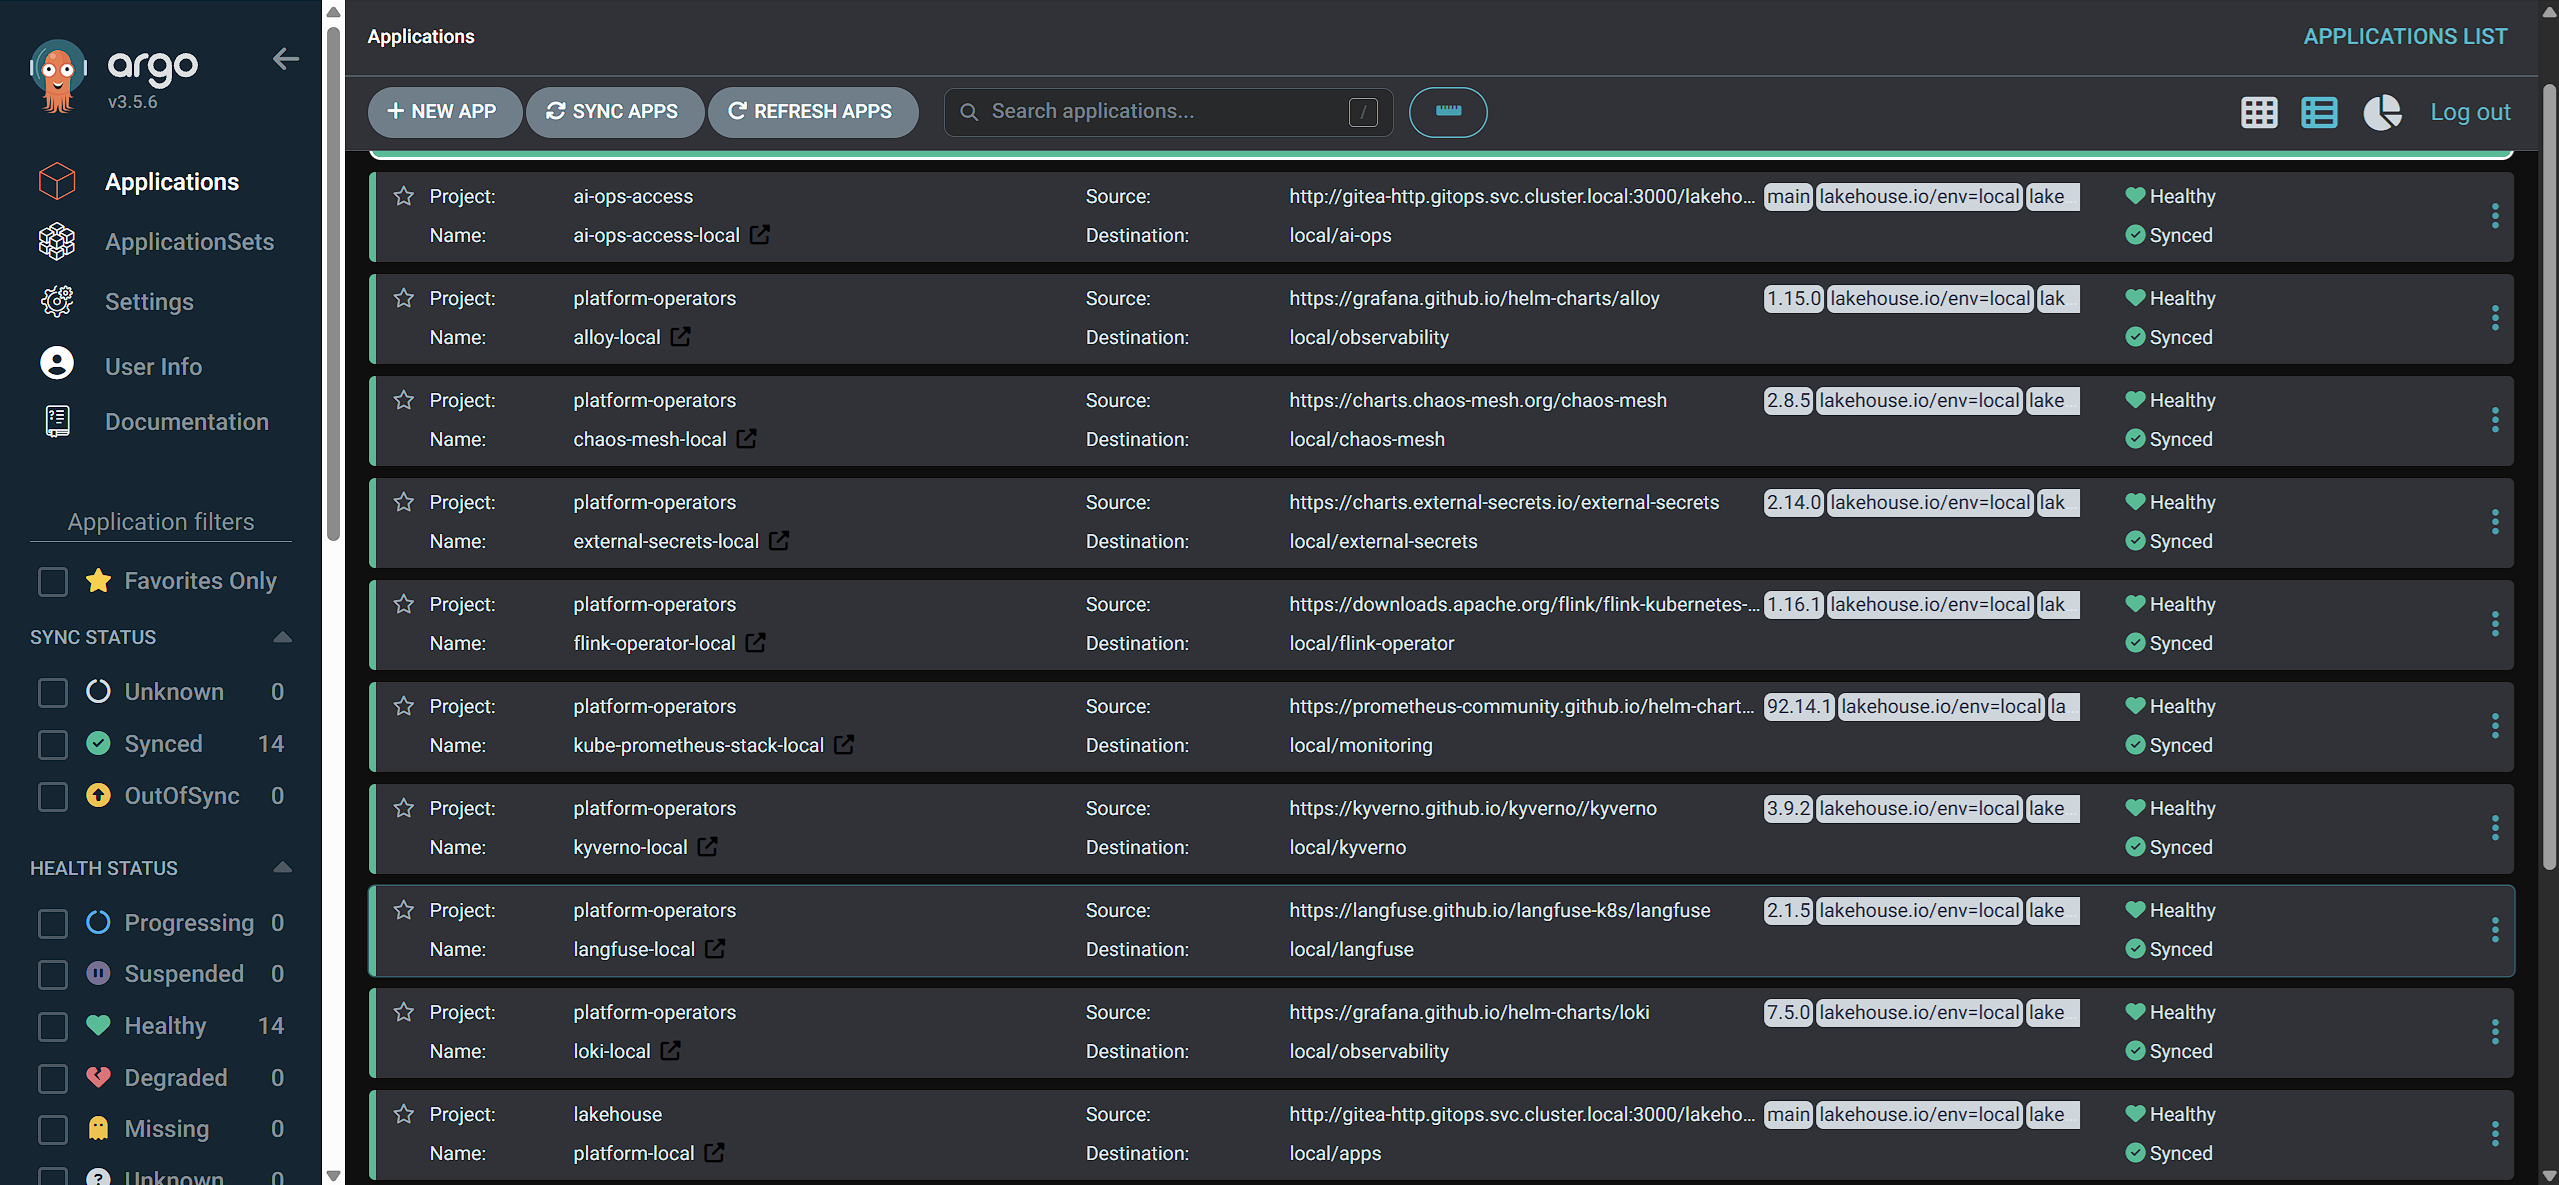 argo
v3.5.6
Applications
ApplicationSets
Settings
User Info
Documentation
Application filters
Favorites Only
SYNC STATUS
Unknown 0
Synced 14
OutOfSync 0
HEALTH STATUS
Progressing 0
Suspended 0
Healthy 14
Degraded 0
Missing 0
Unknown 0
Applications
APPLICATIONS LIST
NEW APP SYNC APPS REFRESH APPS Search applications... / Log out
Project: ai-ops-access Source: http://gitea-http.gitops.svc.cluster.local:3000/lakeho... main lakehouse.io/env=local lake Healthy
Name: ai-ops-access-local Destination: local/ai-ops Synced
Project: platform-operators Source: https://grafana.github.io/helm-charts/alloy 1.15.0 lakehouse.io/env=local lak Healthy
Name: alloy-local Destination: local/observability Synced
Project: platform-operators Source: https://charts.chaos-mesh.org/chaos-mesh 2.8.5 lakehouse.io/env=local lake Healthy
Name: chaos-mesh-local Destination: local/chaos-mesh Synced
Project: platform-operators Source: https://charts.external-secrets.io/external-secrets 2.14.0 lakehouse.io/env=local lak Healthy
Name: external-secrets-local Destination: local/external-secrets Synced
Project: platform-operators Source: https://downloads.apache.org/flink/flink-kubernetes-... 1.16.1 lakehouse.io/env=local lak Healthy
Name: flink-operator-local Destination: local/flink-operator Synced
Project: platform-operators Source: https://prometheus-community.github.io/helm-chart... 92.14.1 lakehouse.io/env=local la Healthy
Name: kube-prometheus-stack-local Destination: local/monitoring Synced
Project: platform-operators Source: https://kyverno.github.io/kyverno//kyverno 3.9.2 lakehouse.io/env=local lake Healthy
Name: kyverno-local Destination: local/kyverno Synced
Project: platform-operators Source: https://langfuse.github.io/langfuse-k8s/langfuse 2.1.5 lakehouse.io/env=local lake Healthy
Name: langfuse-local Destination: local/langfuse Synced
Project: platform-operators Source: https://grafana.github.io/helm-charts/loki 7.5.0 lakehouse.io/env=local lake Healthy
Name: loki-local Destination: local/observability Synced
Project: lakehouse Source: http://gitea-http.gitops.svc.cluster.local:3000/lakeho... main lakehouse.io/env=local lake Healthy
Name: platform-local Destination: local/apps Synced